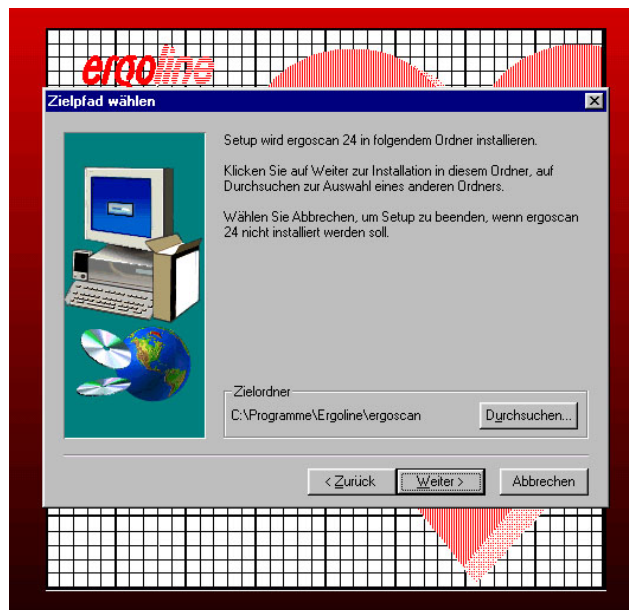 ergoline
Zielpfad wählen
Setup wird ergoscan 24 in folgendem Ordner installieren.
Klicken Sie auf Weiter zur Installation in diesem Ordner, auf
Durchsuchen zur Auswahl eines anderen Ordners.
Wählen Sie Abbrechen, um Setup zu beenden, wenn ergoscan
24 nicht installiert werden soll.
Zielordner
C:\Programme\Ergoline\ergoscan
Durchsuchen...
< Zurück
Weiter >
Abbrechen